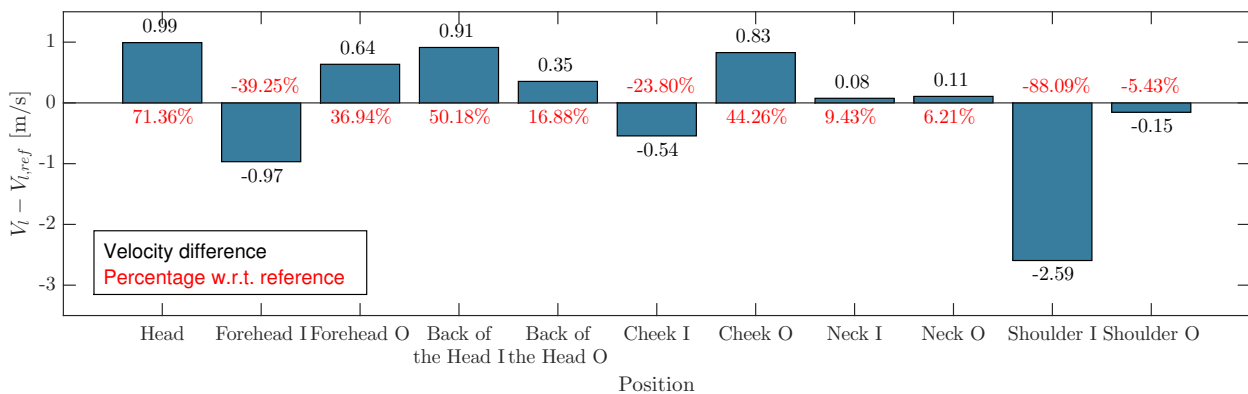 0.99
0.64
0.91
0.35
0.83
0.08
0.11
-39.25%
-23.80%
-88.09%
-5.43%
71.36%
36.94%
50.18%
16.88%
44.26%
9.43%
6.21%
-0.97
-0.54
-2.59
-0.15
1
0
-1
-2
-3
V_l − V_{l,ref} [m/s]
Velocity difference
Percentage w.r.t. reference
Head
Forehead I
Forehead O
Back of
the Head I
Back of
the Head O
Cheek I
Cheek O
Neck I
Neck O
Shoulder I
Shoulder O
Position